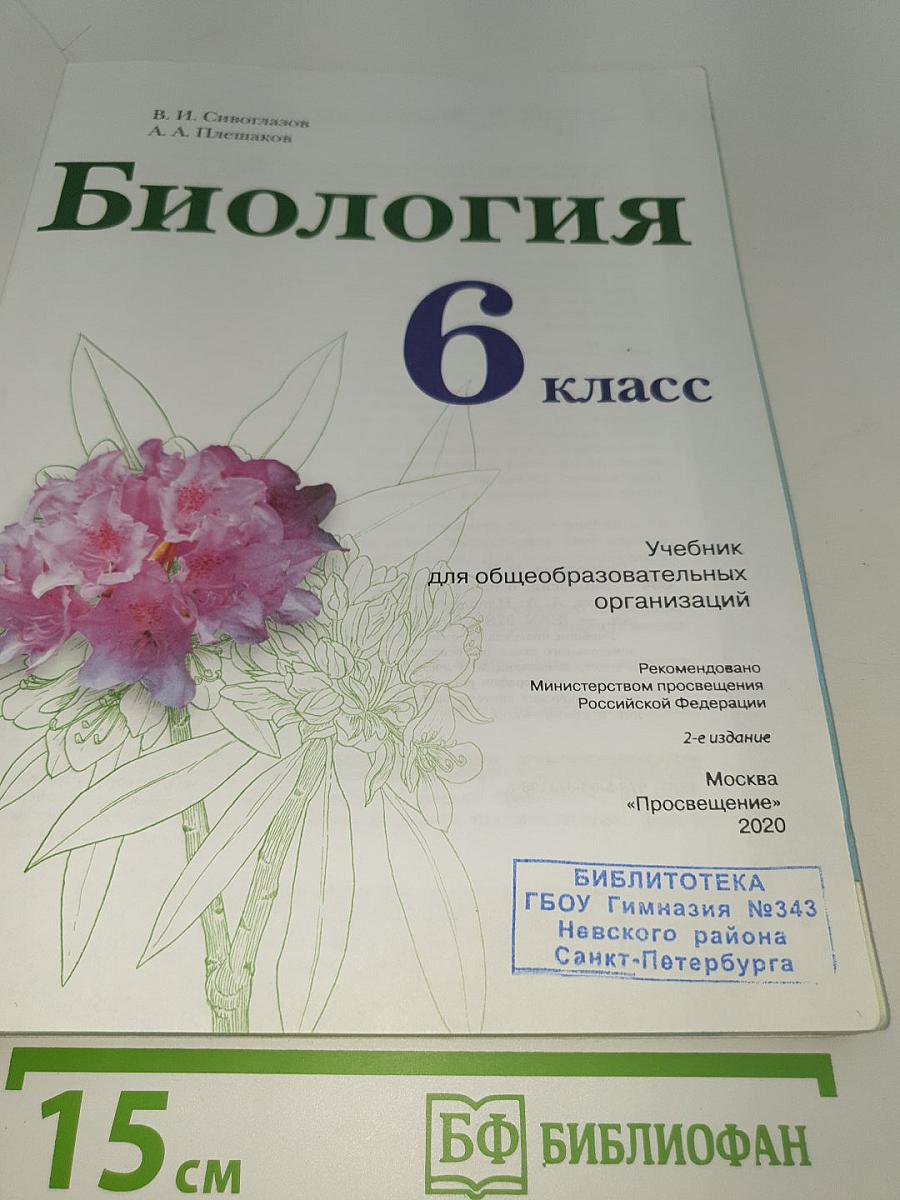 В. И. Сивоглазов
А. А. Плешаков
Биология
6 класс
Учебник
для общеобразовательных
организаций
Рекомендовано
Министерством просвещения
Российской Федерации
2-е издание
Москва
«Просвещение»
2020
БИБЛИТОТЕКА
ГБОУ Гимназия №343
Невского района
Санкт-Петербурга
15 см
БФ БИБЛИОФАН